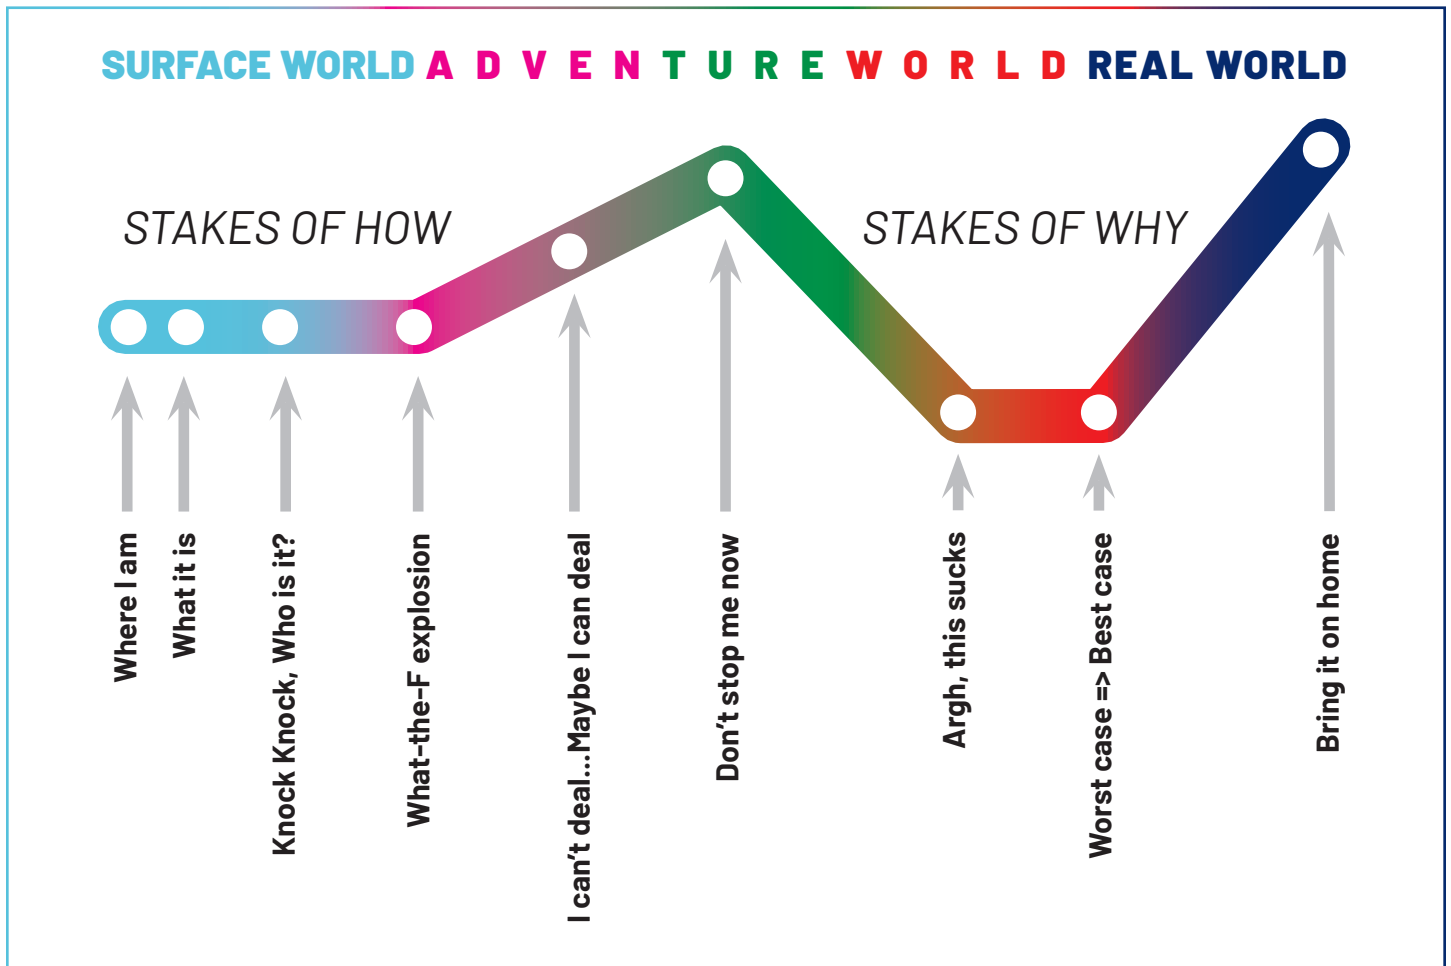 SURFACE WORLD ADVENTURE WORLD REAL WORLD
STAKES OF HOW
STAKES OF WHY
Where I am
What it is
Knock Knock, Who is it?
What-the-F explosion
I can't deal...Maybe I can deal
Don't stop me now
Argh, this sucks
Worst case => Best case
Bring it on home